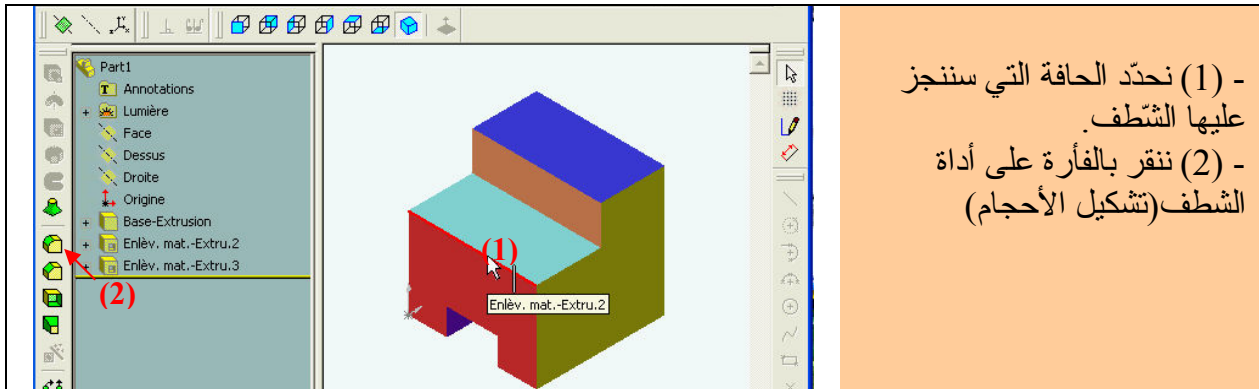 Part1
Annotations
Lumière
Face
Dessus
Droite
Origine
Base-Extrusion
Enlèv. mat.-Extru.2
Enlèv. mat.-Extru.3
(2)
(1)
Enlèv. mat.-Extru.2
- (1) نحدّد الحافة التي سننجز
عليها الشّطف.
- (2) ننقر بالفأرة على أداة
الشطف(تشكيل الأحجام)